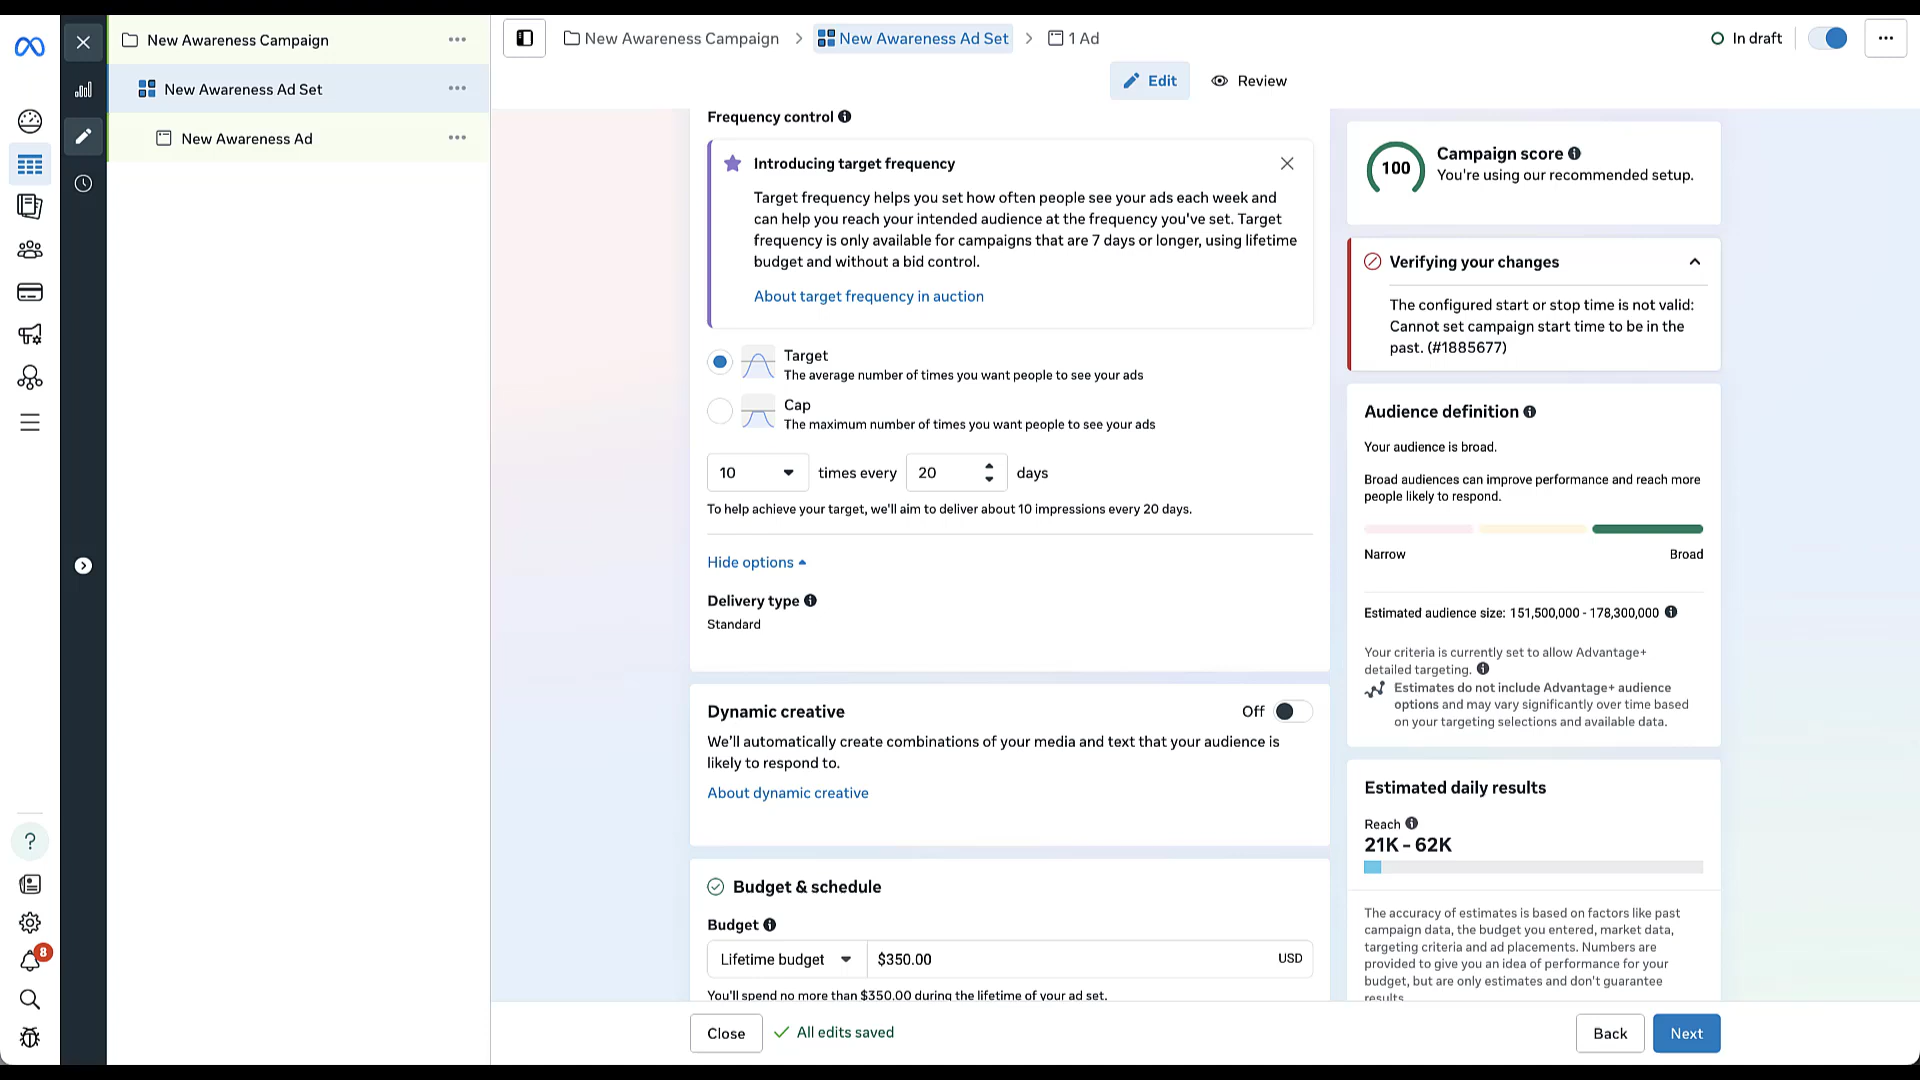 New Awareness Campaign
New Awareness Ad Set
New Awareness Ad
8
New Awareness Campaign
New Awareness Ad Set
1 Ad
In draft
Edit
Review
Frequency control
Introducing target frequency
Target frequency helps you set how often people see your ads each week and
can help you reach your intended audience at the frequency you've set. Target
frequency is only available for campaigns that are 7 days or longer, using lifetime
budget and without a bid control.
About target frequency in auction
Target
The average number of times you want people to see your ads
Cap
The maximum number of times you want people to see your ads
10 times every 20 days
To help achieve your target, we'll aim to deliver about 10 impressions every 20 days.
Hide options
Delivery type
Standard
Dynamic creative
Off
We'll automatically create combinations of your media and text that your audience is
likely to respond to.
About dynamic creative
Budget & schedule
Budget
Lifetime budget $350.00 USD
You'll spend no more than $350.00 during the lifetime of your ad set.
100
Campaign score
You're using our recommended setup.
Verifying your changes
The configured start or stop time is not valid:
Cannot set campaign start time to be in the
past. (#1885677)
Audience definition
Your audience is broad.
Broad audiences can improve performance and reach more
people likely to respond.
Narrow Broad
Estimated audience size: 151,500,000 - 178,300,000
Your criteria is currently set to allow Advantage+
detailed targeting.
Estimates do not include Advantage+ audience
options and may vary significantly over time based
on your targeting selections and available data.
Estimated daily results
Reach
21K - 62K
The accuracy of estimates is based on factors like past
campaign data, the budget you entered, market data,
targeting criteria and ad placements. Numbers are
provided to give you an idea of performance for your
budget, but are only estimates and don't guarantee
results.
Close
All edits saved
Back
Next